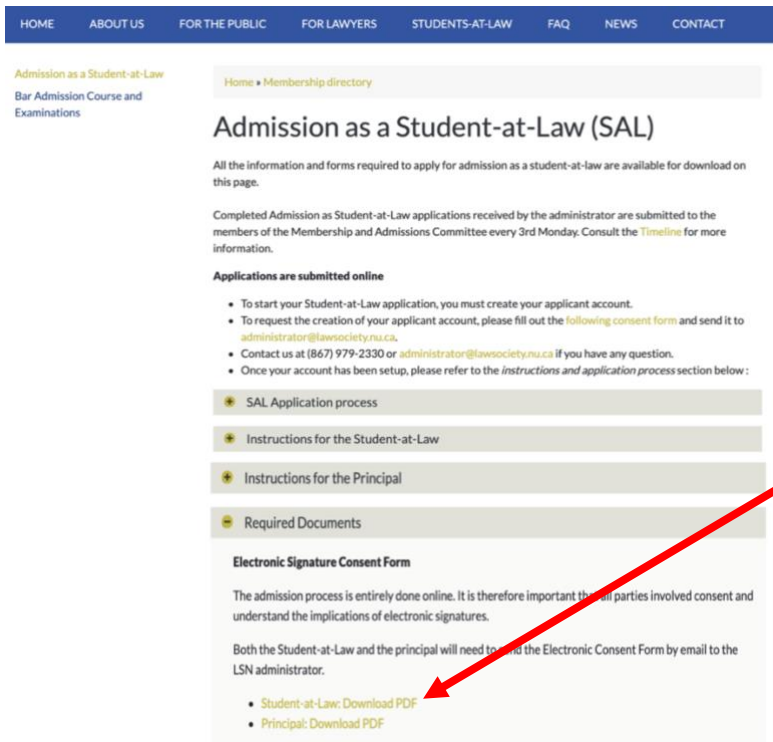 HOME ABOUT US FOR THE PUBLIC FOR LAWYERS STUDENTS-AT-LAW FAQ NEWS CONTACT
Admission as a Student-at-Law
Bar Admission Course and
Examinations
Home • Membership directory
Admission as a Student-at-Law (SAL)
All the information and forms required to apply for admission as a student-at-law are available for download on
this page.
Completed Admission as Student-at-Law applications received by the administrator are submitted to the
members of the Membership and Admissions Committee every 3rd Monday. Consult the Timeline for more
information.
Applications are submitted online
• To start your Student-at-Law application, you must create your applicant account.
• To request the creation of your applicant account, please fill out the following consent form and send it to
administrator@lawsociety.nu.ca.
• Contact us at (867) 979-2330 or administrator@lawsociety.nu.ca if you have any question.
• Once your account has been setup, please refer to the instructions and application process section below :
SAL Application process
Instructions for the Student-at-Law
Instructions for the Principal
Required Documents
Electronic Signature Consent Form
The admission process is entirely done online. It is therefore important that all parties involved consent and
understand the implications of electronic signatures.
Both the Student-at-Law and the principal will need to send the Electronic Consent Form by email to the
LSN administrator.
• Student-at-Law: Download PDF
• Principal: Download PDF